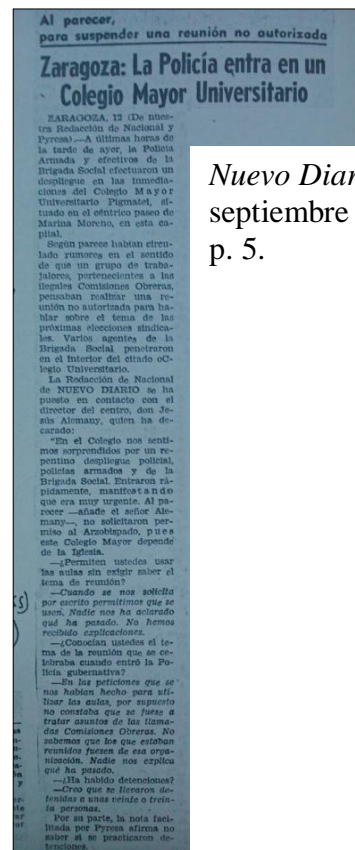 Al parecer,
para suspender una reunión no autorizada
Zaragoza: La Policía entra en un
Colegio Mayor Universitario
ZARAGOZA, 12 (De nues-
tra Redacción de Nacional y
Pyresa).—A últimas horas de
la tarde de ayer, la Policía
Armada y efectivos de la
Brigada Social efectuaron un
despliegue en las inmedia-
ciones del Colegio Mayor
Universitario Pignatel, si-
tuado en el céntrico paseo de
Marina Moreno, en esta ca-
pital.
Según parece habían circu-
lado rumores en el sentido
de que un grupo de traba-
jalores, pertenecientes a las
ilegales Comisiones Obreras,
pensaban realizar una re-
unión no autorizada para ha-
blar sobre el tema de las
próximas elecciones sindica-
les. Varios agentes de la
Brigada Social penetraron
en el interior del citado oC-
legio Universitario.
La Redacción de Nacional
de NUEVO DIARIO se ha
puesto en contacto con el
director del centro, don Je-
sús Alemany, quien ha de-
carado:
"En el Colegio nos senti-
mos sorprendidos por un re-
pentino despliegue policial,
policías armados y de la
Brigada Social. Entraron rá-
pidamente, manifestando
que era muy urgente. Al pa-
recer —añade el señor Ale-
many—, no solicitaron per-
miso al Arzobispado, pues
este Colegio Mayor depende
de la Iglesia.
—¿Permiten ustedes usar
las aulas sin exigir saber el
tema de reunión?
—Cuando se nos solicita
por escrito permitimos que se
usen. Nadie nos ha aclarado
qué ha pasado. No hemos
recibido explicaciones.
—¿Conocían ustedes el te-
ma de la reunión que se ce-
lebraba cuando entró la Po-
licía gubernativa?
—En las peticiones que se
nos habían hecho para uti-
lizar las aulas, por supuesto
no constaba que se fuese a
tratar asuntos de las llama-
das Comisiones Obreras. No
sabemos que los que estaban
reunidos fuesen de esa orga-
nización. Nadie nos explica
qué ha pasado.
—¿Ha habido detenciones?
—Creo que se llevaron de-
tenidas a unas veinte o trein-
ta personas.
Por su parte, la nota faci-
litada por Pyresa afirma no
saber si se practicaron de-
tenciones.
Nuevo Diar
septiembre
p. 5.